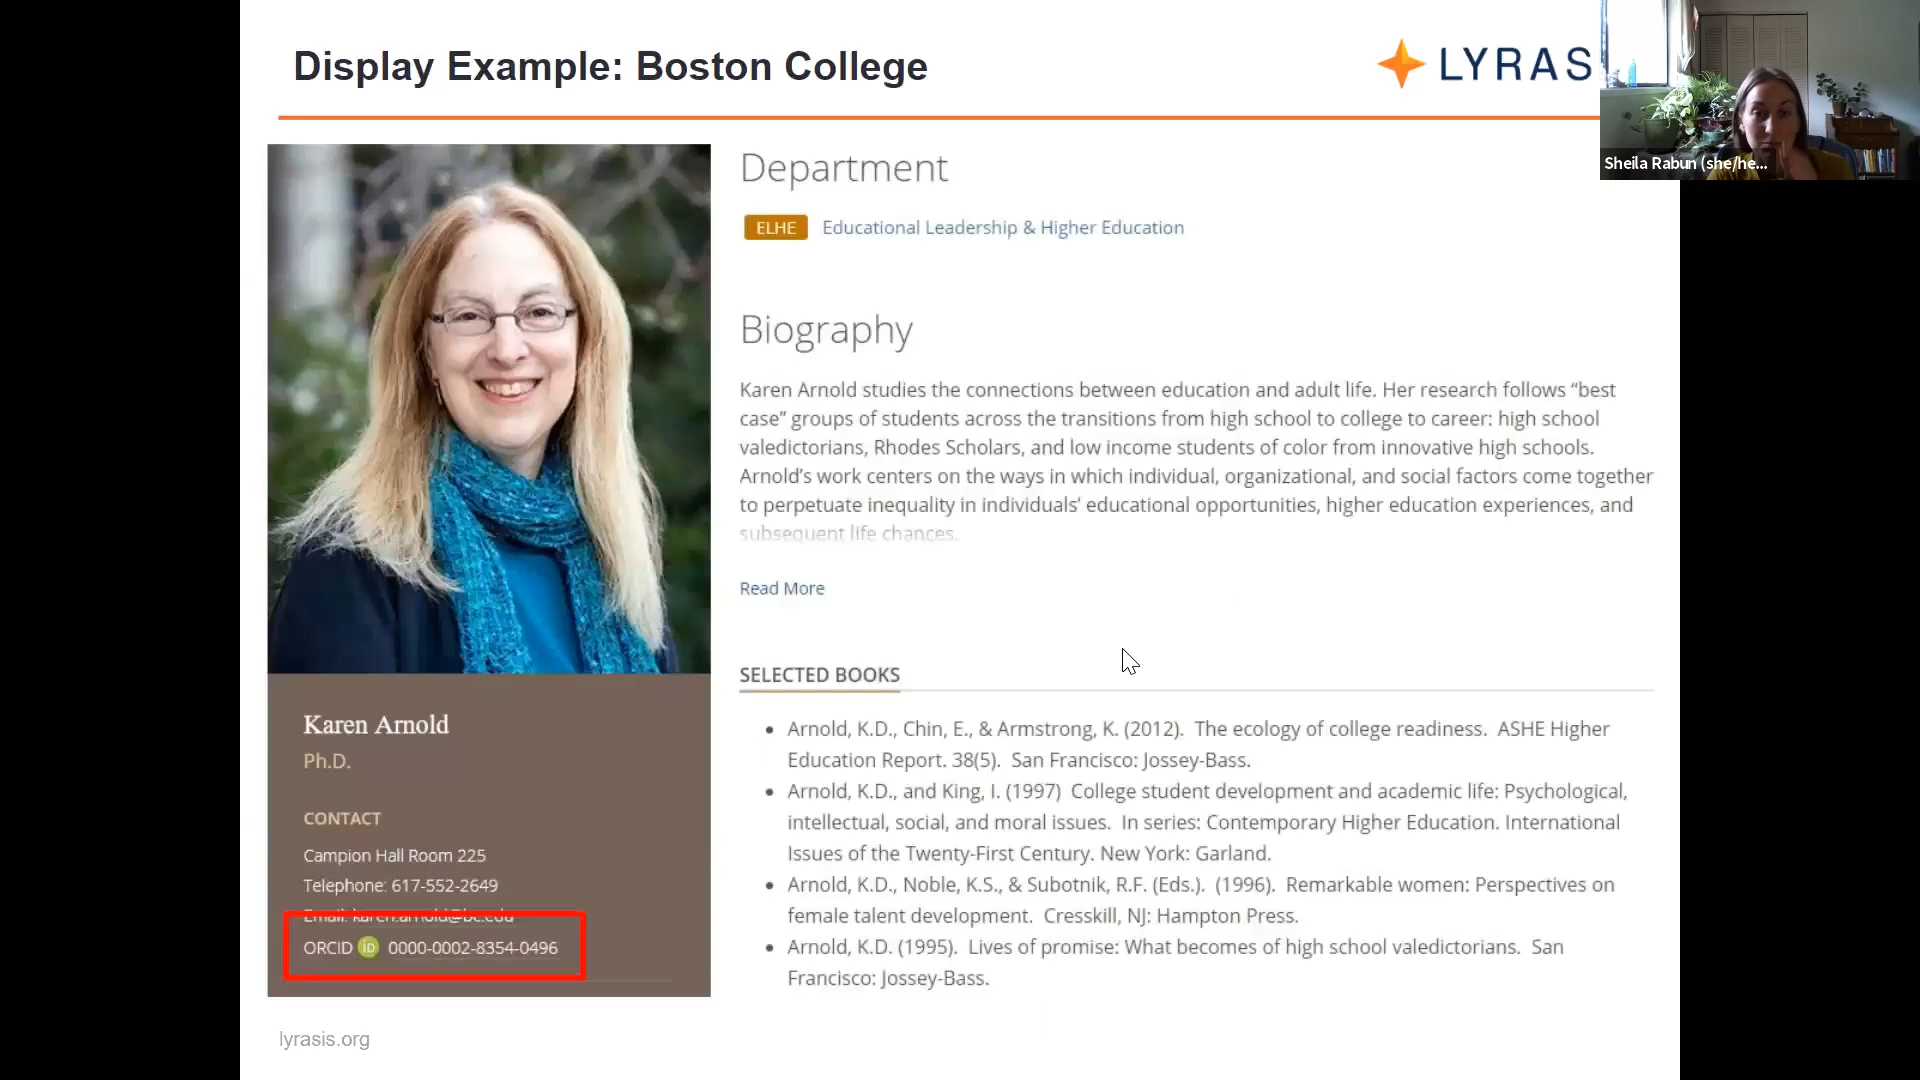 Display Example: Boston College
LYRAS
Sheila Rabun (she/he...
Department
ELHE Educational Leadership & Higher Education
Biography
Karen Arnold studies the connections between education and adult life. Her research follows “best
case” groups of students across the transitions from high school to college to career: high school
valedictorians, Rhodes Scholars, and low income students of color from innovative high schools.
Arnold’s work centers on the ways in which individual, organizational, and social factors come together
to perpetuate inequality in individuals’ educational opportunities, higher education experiences, and
subsequent life chances.
Read More
SELECTED BOOKS
• Arnold, K.D., Chin, E., & Armstrong, K. (2012). The ecology of college readiness. ASHE Higher
Education Report. 38(5). San Francisco: Jossey-Bass.
• Arnold, K.D., and King, I. (1997) College student development and academic life: Psychological,
intellectual, social, and moral issues. In series: Contemporary Higher Education. International
Issues of the Twenty-First Century. New York: Garland.
• Arnold, K.D., Noble, K.S., & Subotnik, R.F. (Eds.). (1996). Remarkable women: Perspectives on
female talent development. Cresskill, NJ: Hampton Press.
• Arnold, K.D. (1995). Lives of promise: What becomes of high school valedictorians. San
Francisco: Jossey-Bass.
Karen Arnold
Ph.D.
CONTACT
Campion Hall Room 225
Telephone: 617-552-2649
Email: karen.arnold@bc.edu
ORCID iD 0000-0002-8354-0496
lyrasis.org